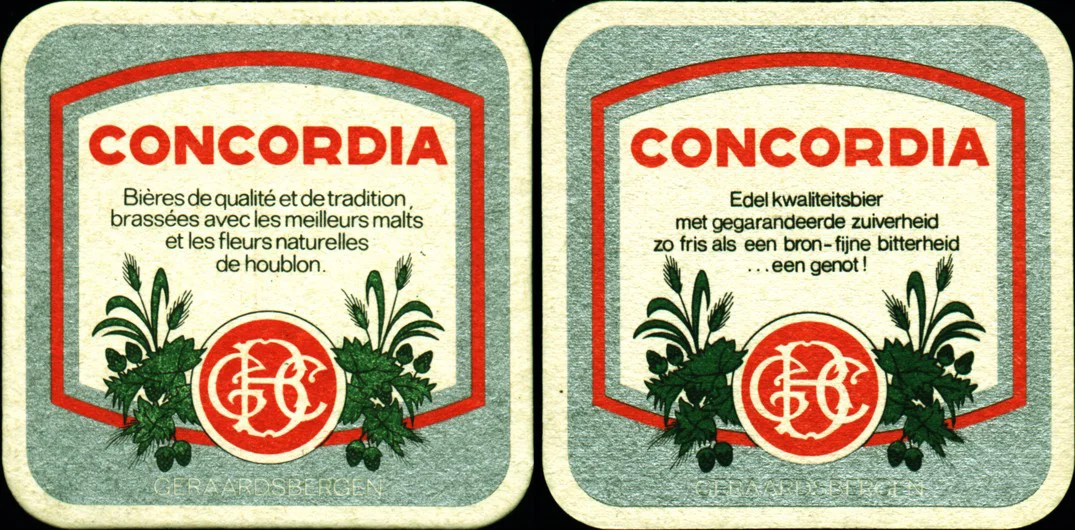 CONCORDIA
Bières de qualité et de tradition,
brassées avec les meilleurs malts
et les fleurs naturelles
de houblon.
GERAARDSBERGEN
CONCORDIA
Edel kwaliteitsbier
met gegarandeerde zuiverheid
zo fris als een bron-fijne bitterheid
...een genot!
GERAARDSBERGEN